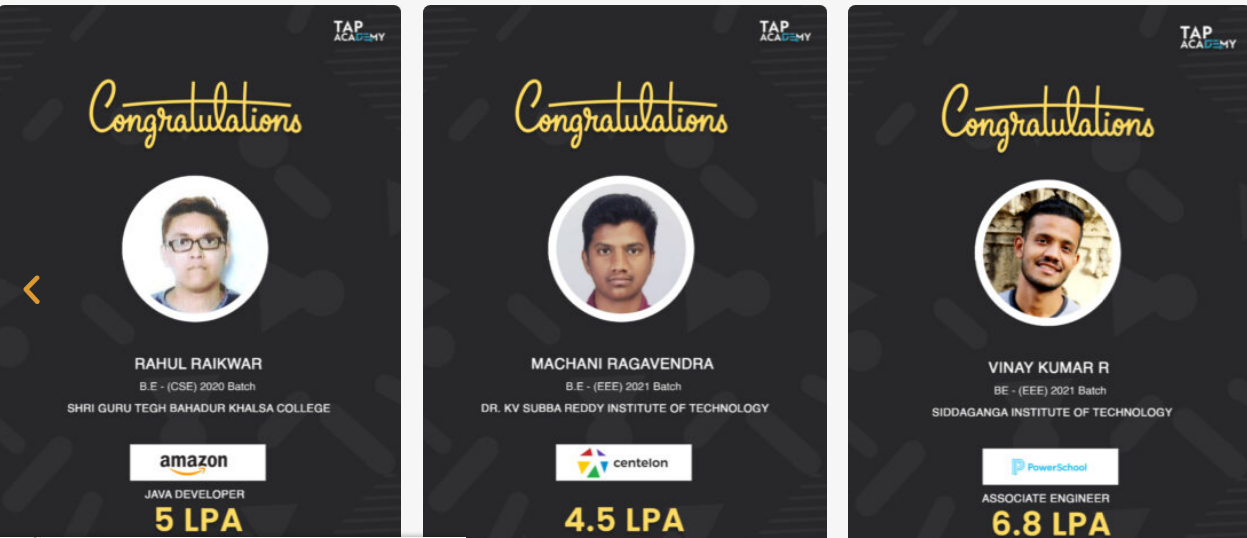 TAP
ACADEMY
Congratulations
RAHUL RAIKWAR
B.E - (CSE) 2020 Batch
SHRI GURU TEGH BAHADUR KHALSA COLLEGE
amazon
JAVA DEVELOPER
5 LPA
TAP
ACADEMY
Congratulations
MACHANI RAGAVENDRA
B.E - (EEE) 2021 Batch
DR. KV SUBBA REDDY INSTITUTE OF TECHNOLOGY
centelon
4.5 LPA
TAP
ACADEMY
Congratulations
VINAY KUMAR R
BE - (EEE) 2021 Batch
SIDDAGANGA INSTITUTE OF TECHNOLOGY
PowerSchool
ASSOCIATE ENGINEER
6.8 LPA